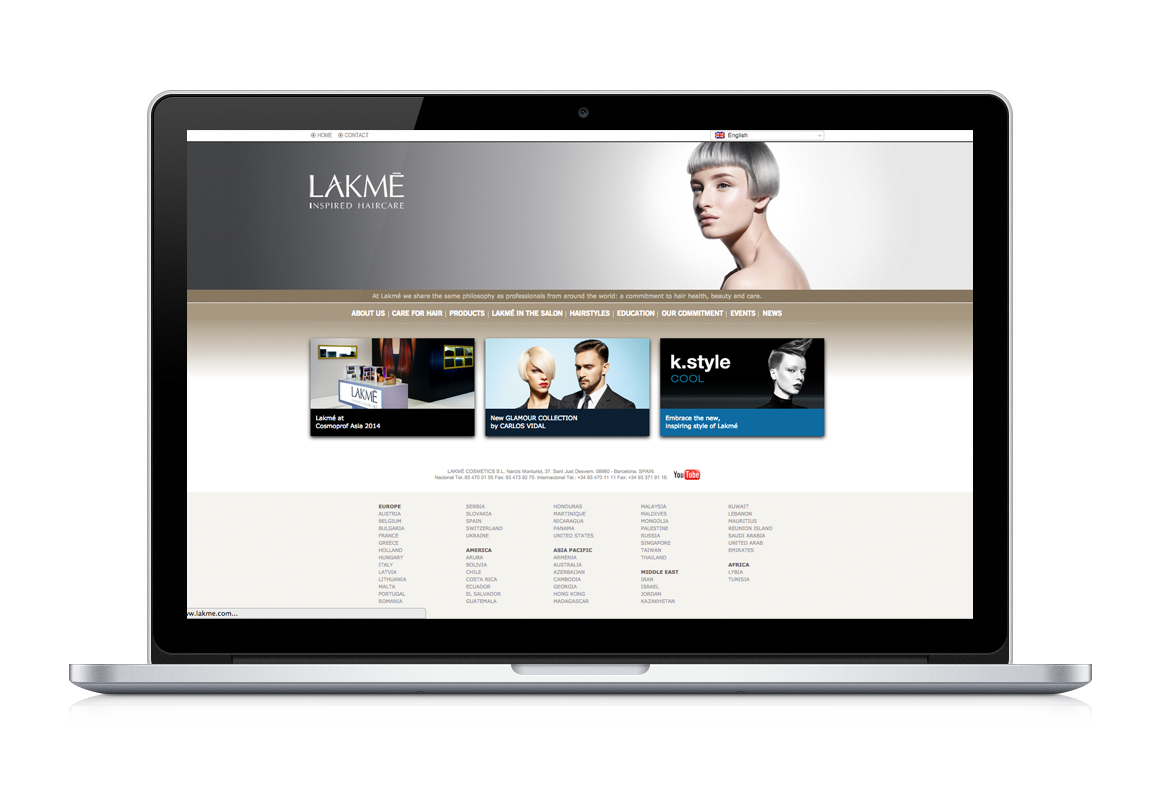 HOME CONTACT English
LAKMĒ
INSPIRED HAIRCARE
At Lakmé we share the same philosophy as professionals from around the world: a commitment to hair health, beauty and care.
ABOUT US | CARE FOR HAIR | PRODUCTS | LAKMÉ IN THE SALON | HAIRSTYLES | EDUCATION | OUR COMMITMENT | EVENTS | NEWS
LAKMĒ
Lakmé at
Cosmoprof Asia 2014
New GLAMOUR COLLECTION
by CARLOS VIDAL
k.style
COOL
Embrace the new,
inspiring style of Lakmé
LAKMÉ COSMETICS S.L. Narcís Monturiol, 37. Sant Just Desvern. 08960 - Barcelona. SPAIN.
Nacional Tel.:93 470 01 55 Fax: 93 473 92 75. Internacional Tel.: +34 93 470 11 11 Fax: +34 93 371 91 16.
YouTube
EUROPE
AUSTRIA
BELGIUM
BULGARIA
FRANCE
GREECE
HOLLAND
HUNGARY
ITALY
LATVIA
LITHUANIA
MALTA
PORTUGAL
ROMANIA
SERBIA
SLOVAKIA
SPAIN
SWITZERLAND
UKRAINE
AMERICA
ARUBA
BOLIVIA
CHILE
COSTA RICA
ECUADOR
EL SALVADOR
GUATEMALA
HONDURAS
MARTINIQUE
NICARAGUA
PANAMA
UNITED STATES
ASIA PACIFIC
ARMENIA
AUSTRALIA
AZERBAIJAN
CAMBODIA
GEORGIA
HONG KONG
MADAGASCAR
MALAYSIA
MALDIVES
MONGOLIA
PALESTINE
RUSSIA
SINGAPORE
TAIWAN
THAILAND
MIDDLE EAST
IRAN
ISRAEL
JORDAN
KAZAKHSTAN
KUWAIT
LEBANON
MAURITIUS
REUNION ISLAND
SAUDI ARABIA
UNITED ARAB
EMIRATES
AFRICA
LYBIA
TUNISIA
ww.lakme.com...